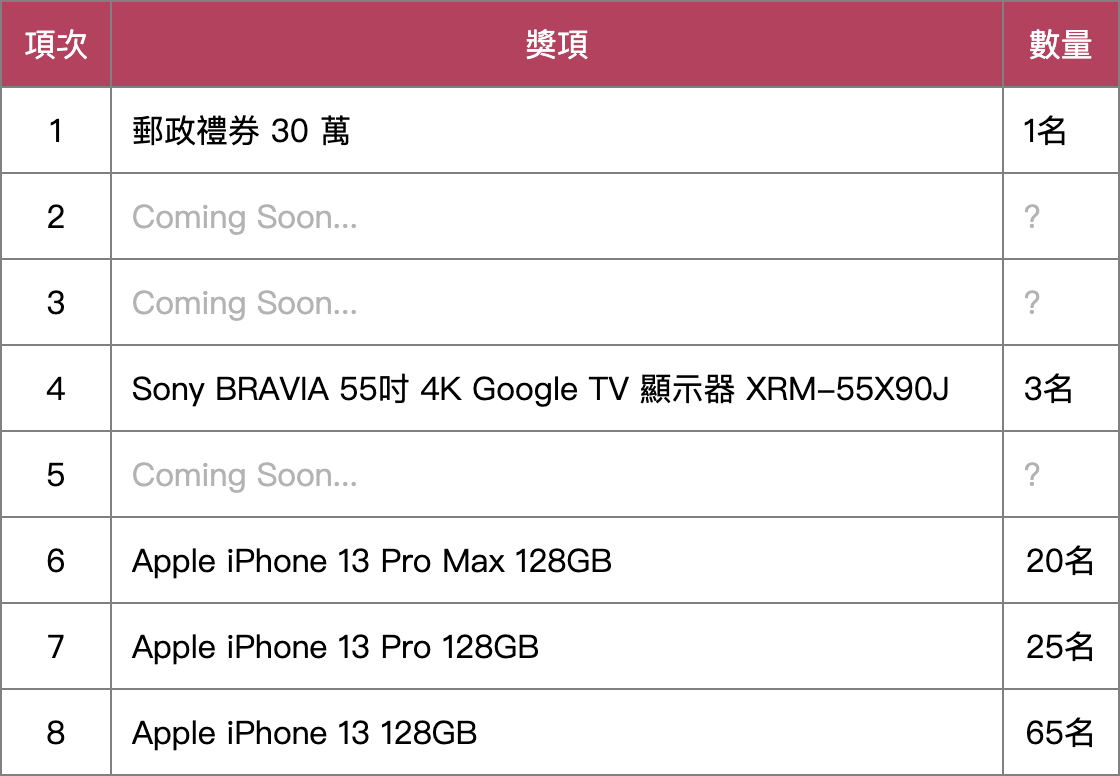 項次 獎項 數量
1 郵政禮券 30 萬 1名
2 Coming Soon... ?
3 Coming Soon... ?
4 Sony BRAVIA 55吋 4K Google TV 顯示器 XRM-55X90J 3名
5 Coming Soon... ?
6 Apple iPhone 13 Pro Max 128GB 20名
7 Apple iPhone 13 Pro 128GB 25名
8 Apple iPhone 13 128GB 65名